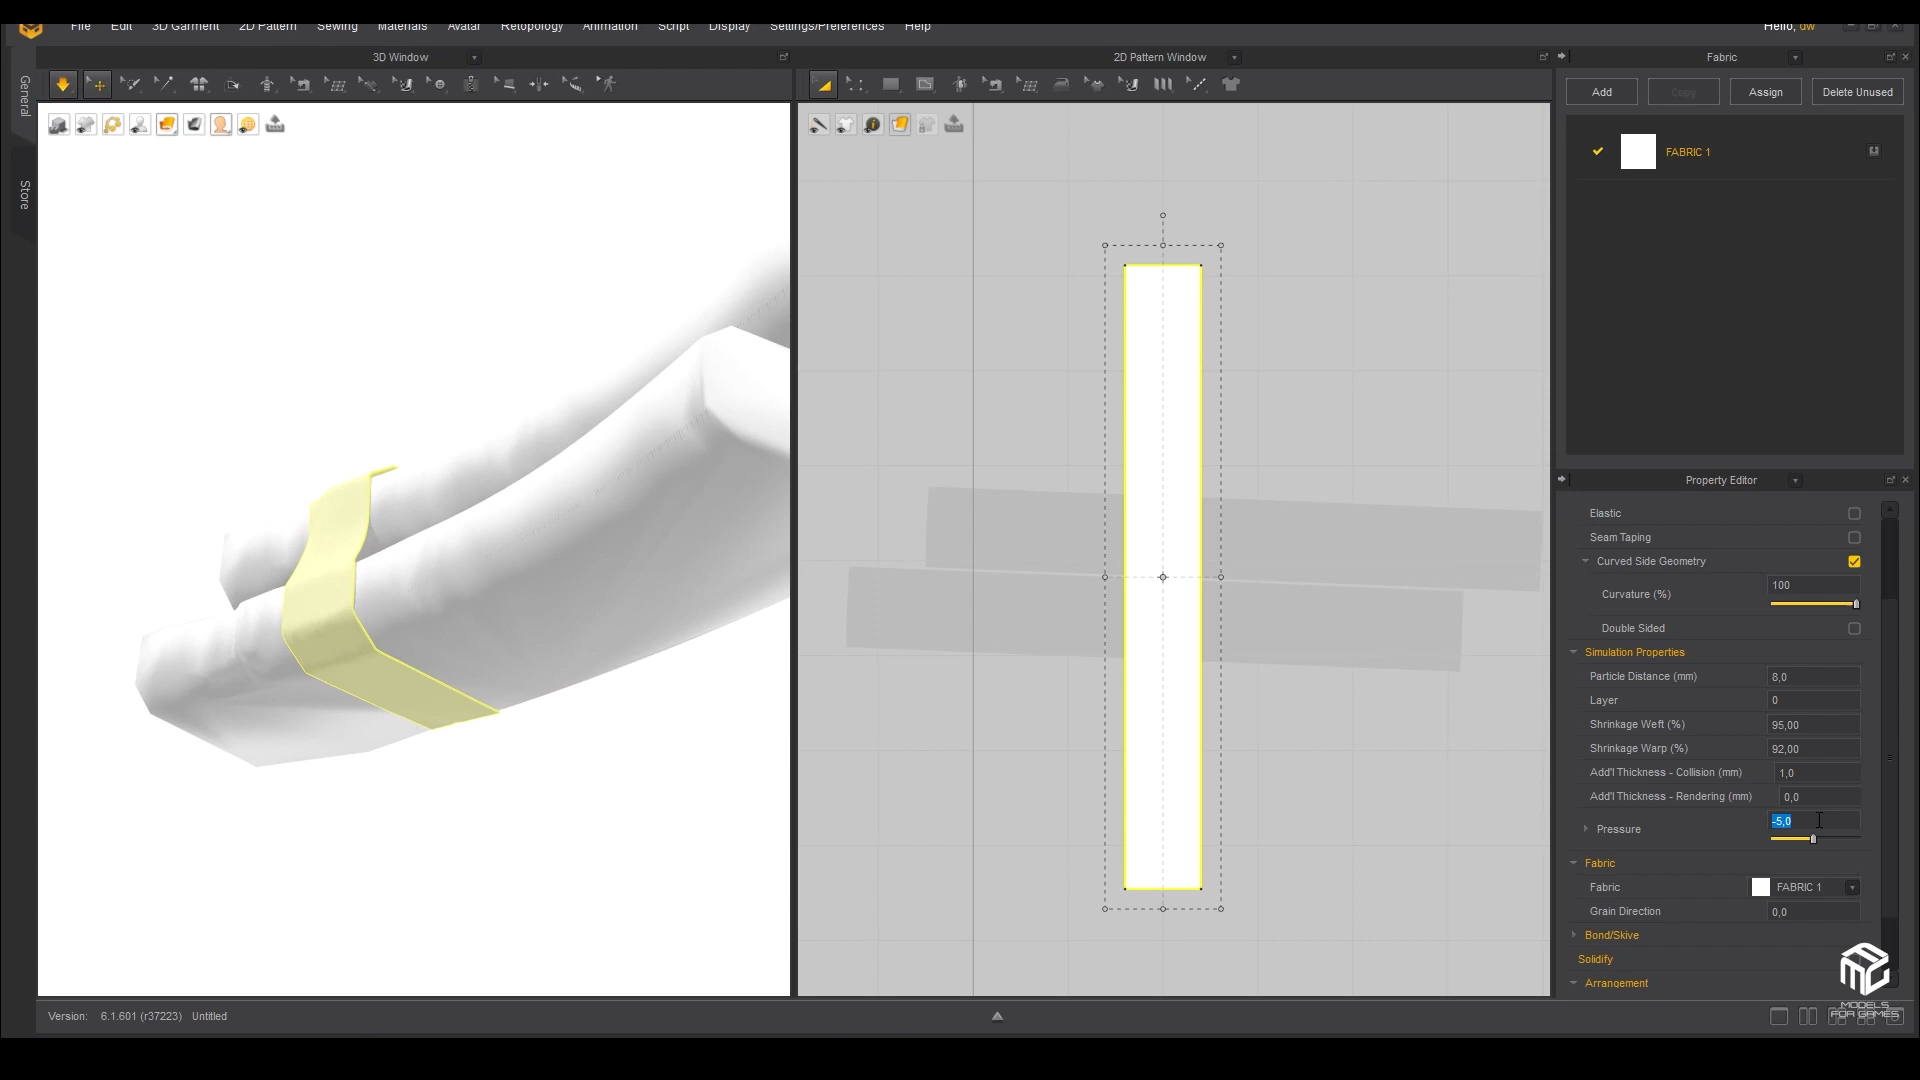 File Edit 3D Garment 2D Pattern Sewing Materials Avatar Retopology Animation Script Display Settings/Preferences Help Hello, dw
3D Window 2D Pattern Window Fabric
General
Store
Add Copy Assign Delete Unused
FABRIC 1
Property Editor
Elastic
Seam Taping
Curved Side Geometry
Curvature (%) 100
Double Sided
Simulation Properties
Particle Distance (mm) 8,0
Layer 0
Shrinkage Weft (%) 95,00
Shrinkage Warp (%) 92,00
Add'l Thickness - Collision (mm) 1,0
Add'l Thickness - Rendering (mm) 0,0
Pressure -5,0
Fabric
Fabric FABRIC 1
Grain Direction 0,0
Bond/Skive
Solidify
Arrangement
MODELS
FOR GAMES
Version: 6.1.601 (r37223) Untitled